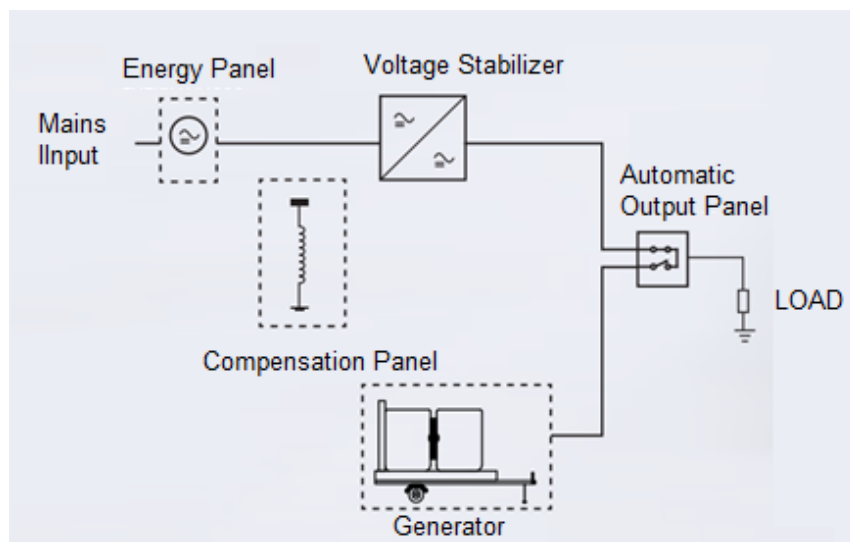 Energy Panel
Voltage Stabilizer
Mains
IInput
Automatic
Output Panel
LOAD
Compensation Panel
Generator